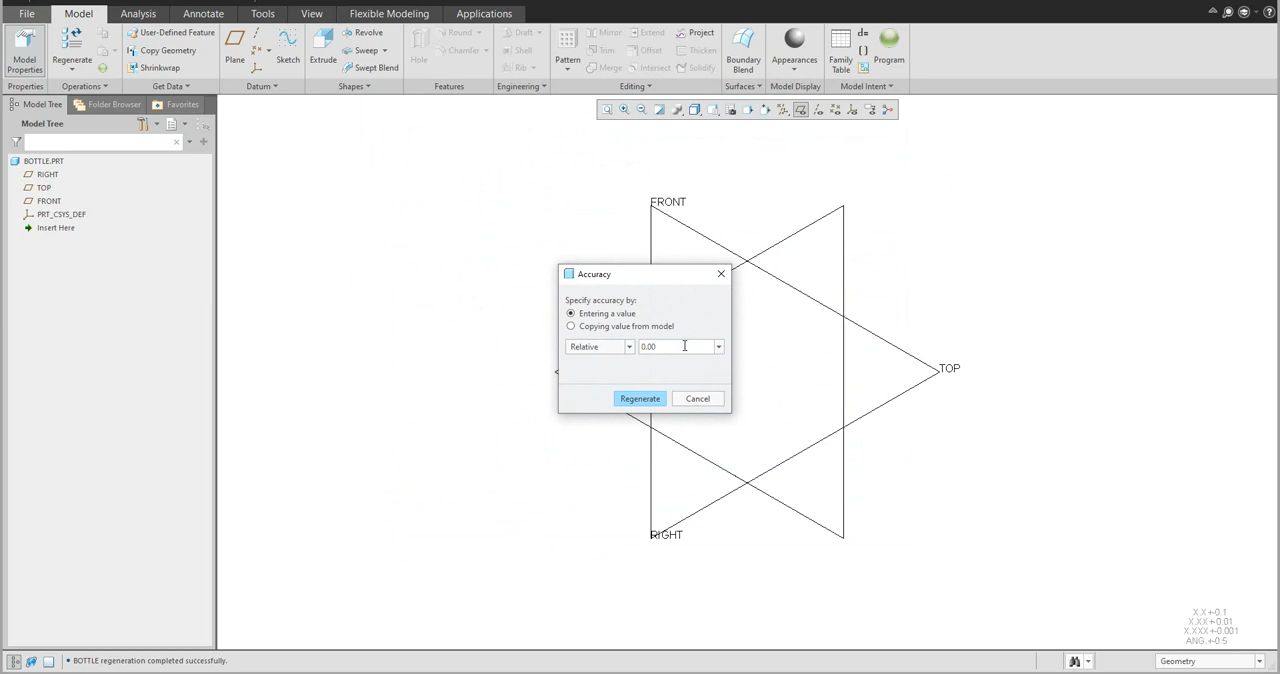 File Model Analysis Annotate Tools View Flexible Modeling Applications
Model Properties
Regenerate
User-Defined Feature
Copy Geometry
Shrinkwrap
Plane
Sketch
Extrude
Revolve
Sweep
Swept Blend
Hole
Round
Chamfer
Draft
Shell
Rib
Pattern
Mirror
Extend
Project
Trim
Offset
Thicken
Merge
Intersect
Solidify
Boundary Blend
Appearances
Family Table
d=
{ }
Program
Properties Operations Get Data Datum Shapes Features Engineering Editing Surfaces Model Display Model Intent
Model Tree Folder Browser Favorites
Model Tree
BOTTLE.PRT
RIGHT
TOP
FRONT
PRT_CSYS_DEF
Insert Here
FRONT
Accuracy
Specify accuracy by:
Entering a value
Copying value from model
Relative 0.00
Regenerate Cancel
TOP
RIGHT
X.X+-0.1
X.XX+-0.01
X.XXX+-0.001
ANG.+-0.5
• BOTTLE regeneration completed successfully.
Geometry